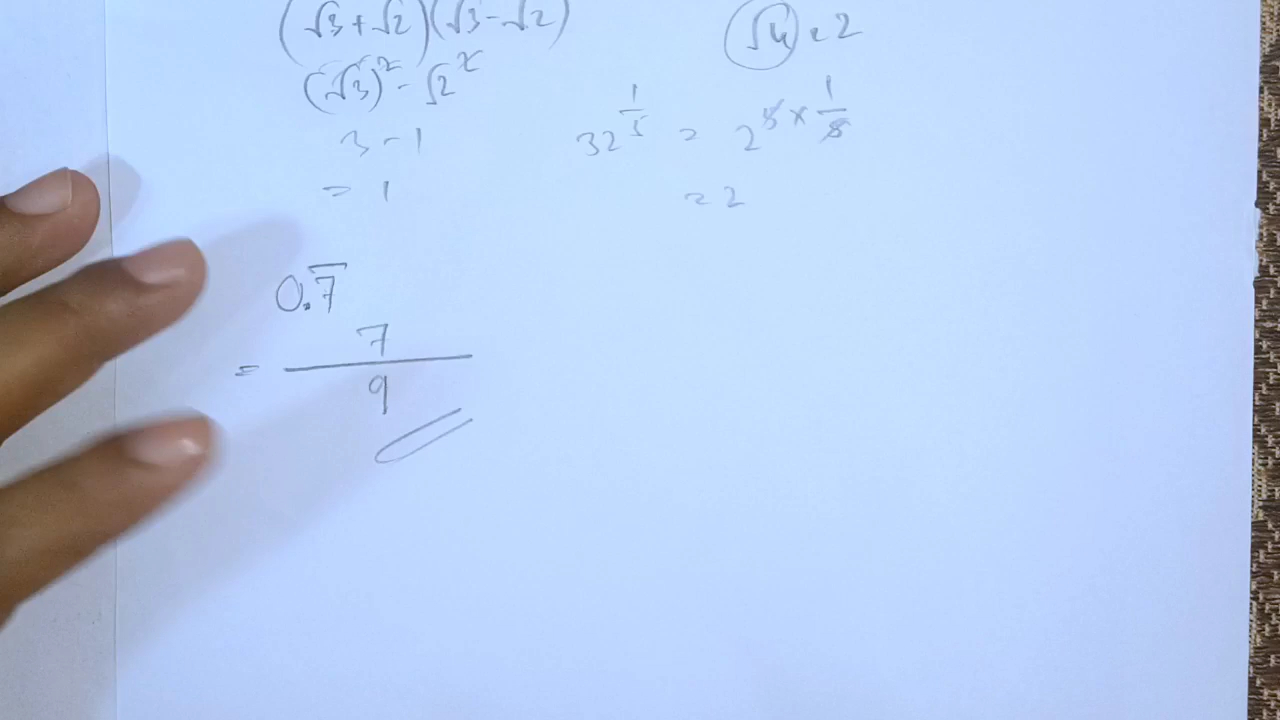 (√3 + √2)(√3 - √2)
(√3)² - √2²
3 - 1
= 1
√4 = 2
32^(1/5) = 2^(5 × 1/5)
= 2
0.7̅
= 7/9